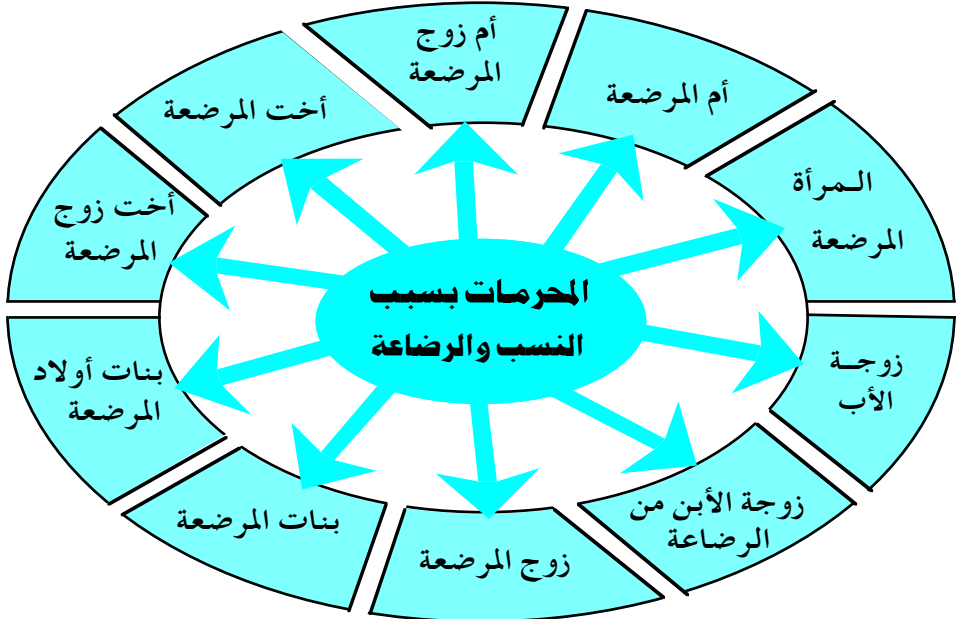 المحرمات بسبب
النسب والرضاعة
أم زوج
المرضعة
أم المرضعة
المرأة
المرضعة
زوجة
الأب
زوجة الأبن من
الرضاعة
زوج المرضعة
بنات المرضعة
بنات أولاد
المرضعة
أخت زوج
المرضعة
أخت المرضعة